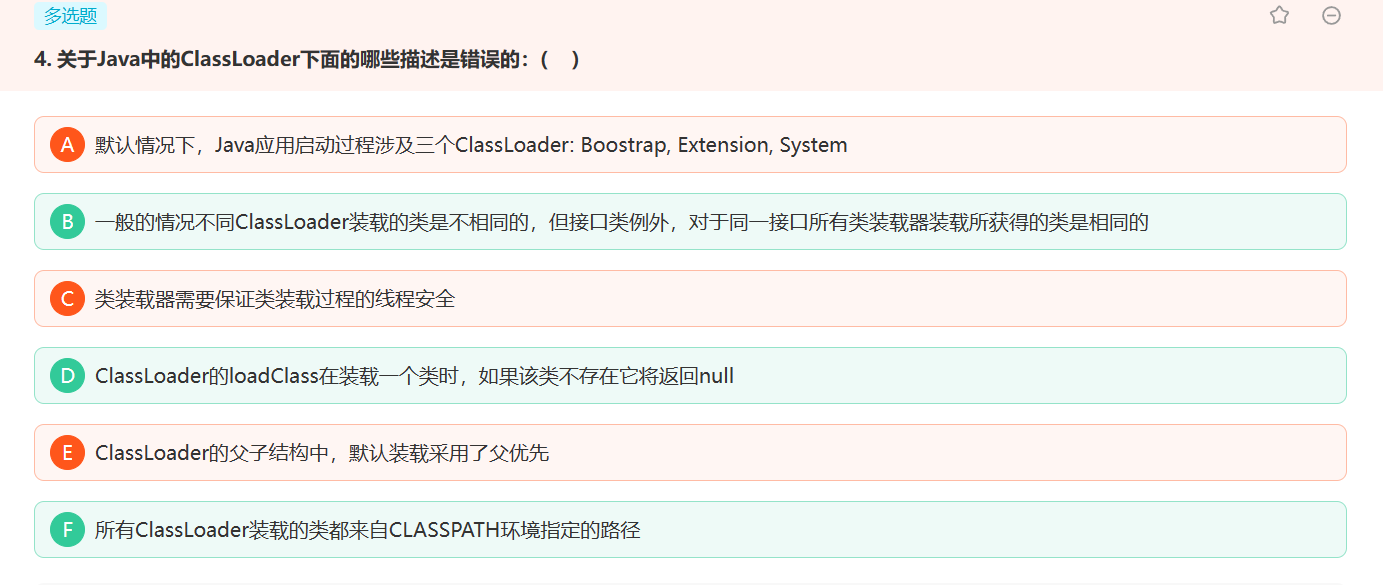 多选题
4. 关于Java中的ClassLoader下面的哪些描述是错误的：(    )
A 默认情况下，Java应用启动过程涉及三个ClassLoader: Boostrap, Extension, System
B 一般的情况不同ClassLoader装载的类是不相同的，但接口类例外，对于同一接口所有类装载器装载所获得的类是相同的
C 类装载器需要保证类装载过程的线程安全
D ClassLoader的loadClass在装载一个类时，如果该类不存在它将返回null
E ClassLoader的父子结构中，默认装载采用了父优先
F 所有ClassLoader装载的类都来自CLASSPATH环境指定的路径